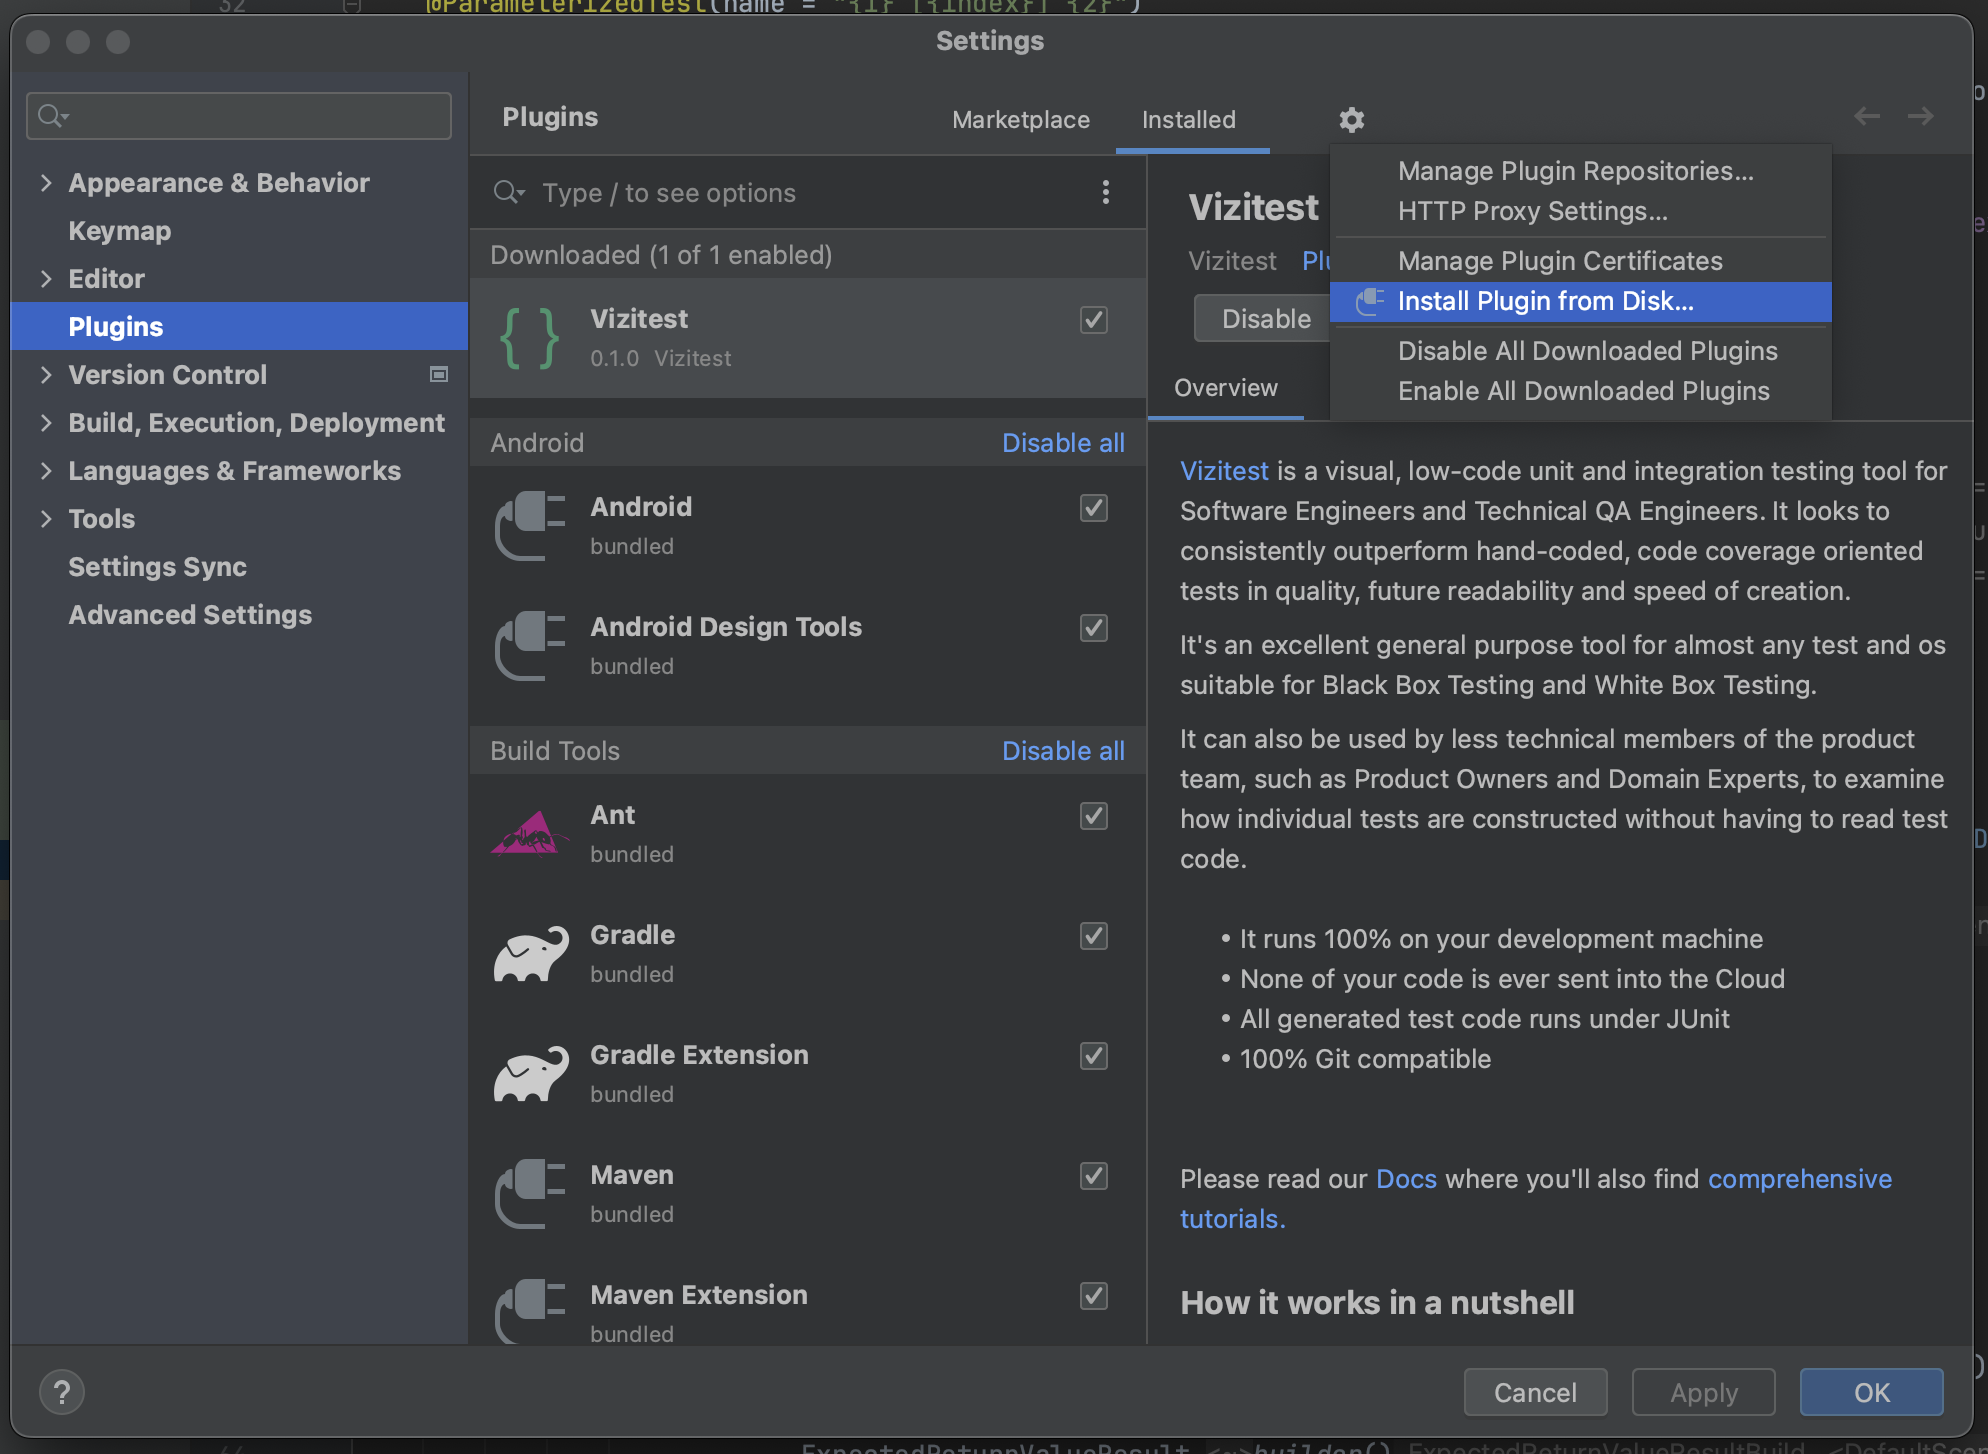 32 @ParameterizedTest(name = "{1} [{index}] {2}")
Settings
Plugins
Marketplace
Installed
Appearance & Behavior
Keymap
Editor
Plugins
Version Control
Build, Execution, Deployment
Languages & Frameworks
Tools
Settings Sync
Advanced Settings
Type / to see options
Downloaded (1 of 1 enabled)
Vizitest
0.1.0 Vizitest
Android
Disable all
Android
bundled
Android Design Tools
bundled
Build Tools
Disable all
Ant
bundled
Gradle
bundled
Gradle Extension
bundled
Maven
bundled
Maven Extension
bundled
Vizitest
Vizitest Plu
Disable
Manage Plugin Repositories...
HTTP Proxy Settings...
Manage Plugin Certificates
Install Plugin from Disk...
Disable All Downloaded Plugins
Enable All Downloaded Plugins
Overview
Vizitest is a visual, low-code unit and integration testing tool for
Software Engineers and Technical QA Engineers. It looks to
consistently outperform hand-coded, code coverage oriented
tests in quality, future readability and speed of creation.
It's an excellent general purpose tool for almost any test and os
suitable for Black Box Testing and White Box Testing.
It can also be used by less technical members of the product
team, such as Product Owners and Domain Experts, to examine
how individual tests are constructed without having to read test
code.
• It runs 100% on your development machine
• None of your code is ever sent into the Cloud
• All generated test code runs under JUnit
• 100% Git compatible
Please read our Docs where you'll also find comprehensive
tutorials.
How it works in a nutshell
?
Cancel
Apply
OK